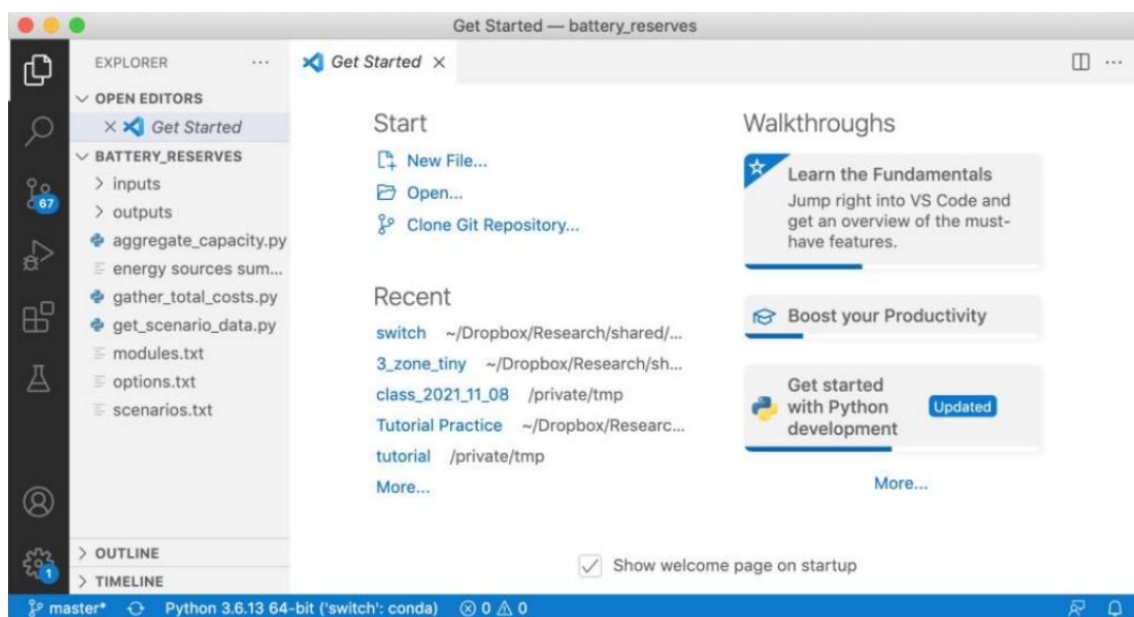 Get Started — battery_reserves
EXPLORER
Get Started
OPEN EDITORS
Get Started
BATTERY_RESERVES
inputs
outputs
aggregate_capacity.py
energy sources sum...
gather_total_costs.py
get_scenario_data.py
modules.txt
options.txt
scenarios.txt
OUTLINE
TIMELINE
67
1
Start
New File...
Open...
Clone Git Repository...
Recent
switch ~/Dropbox/Research/shared/...
3_zone_tiny ~/Dropbox/Research/sh...
class_2021_11_08 /private/tmp
Tutorial Practice ~/Dropbox/Researc...
tutorial /private/tmp
More...
Walkthroughs
Learn the Fundamentals
Jump right into VS Code and
get an overview of the must-
have features.
Boost your Productivity
Get started
with Python
development
Updated
More...
Show welcome page on startup
master* Python 3.6.13 64-bit ('switch': conda) 0 0